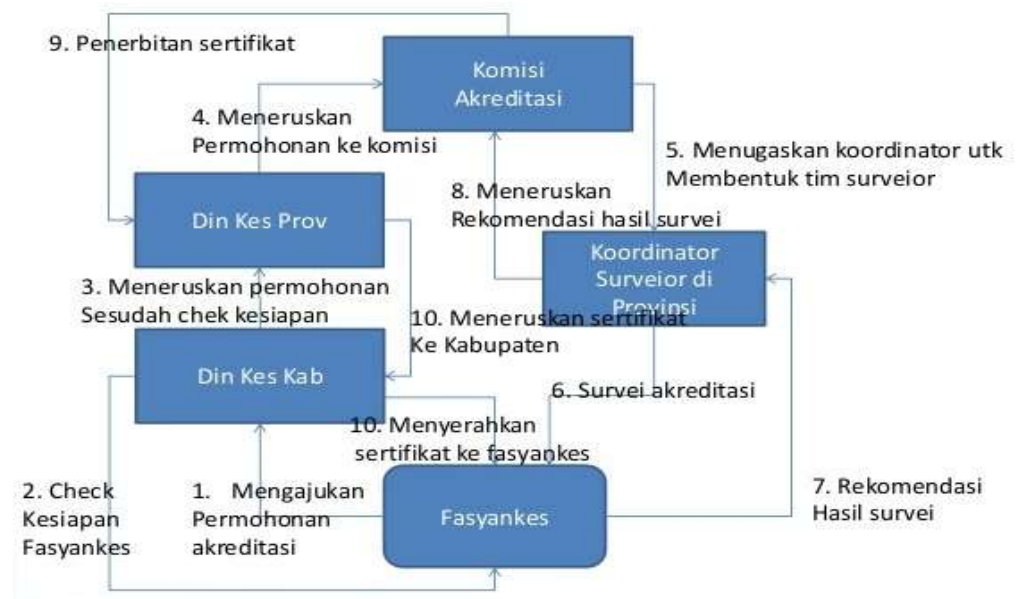 9. Penerbitan sertifikat
Komisi
Akreditasi
4. Meneruskan
Permohonan ke komisi
5. Menugaskan koordinator utk
Membentuk tim surveior
8. Meneruskan
Rekomendasi hasil survei
Din Kes Prov
Koordinator
Surveior di
Provinsi
3. Meneruskan permohonan
Sesudah chek kesiapan
10. Meneruskan sertifikat
Ke Kabupaten
Din Kes Kab
6. Survei akreditasi
10. Menyerahkan
sertifikat ke fasyankes
2. Check
Kesiapan
Fasyankes
1. Mengajukan
Permohonan
akreditasi
Fasyankes
7. Rekomendasi
Hasil survei